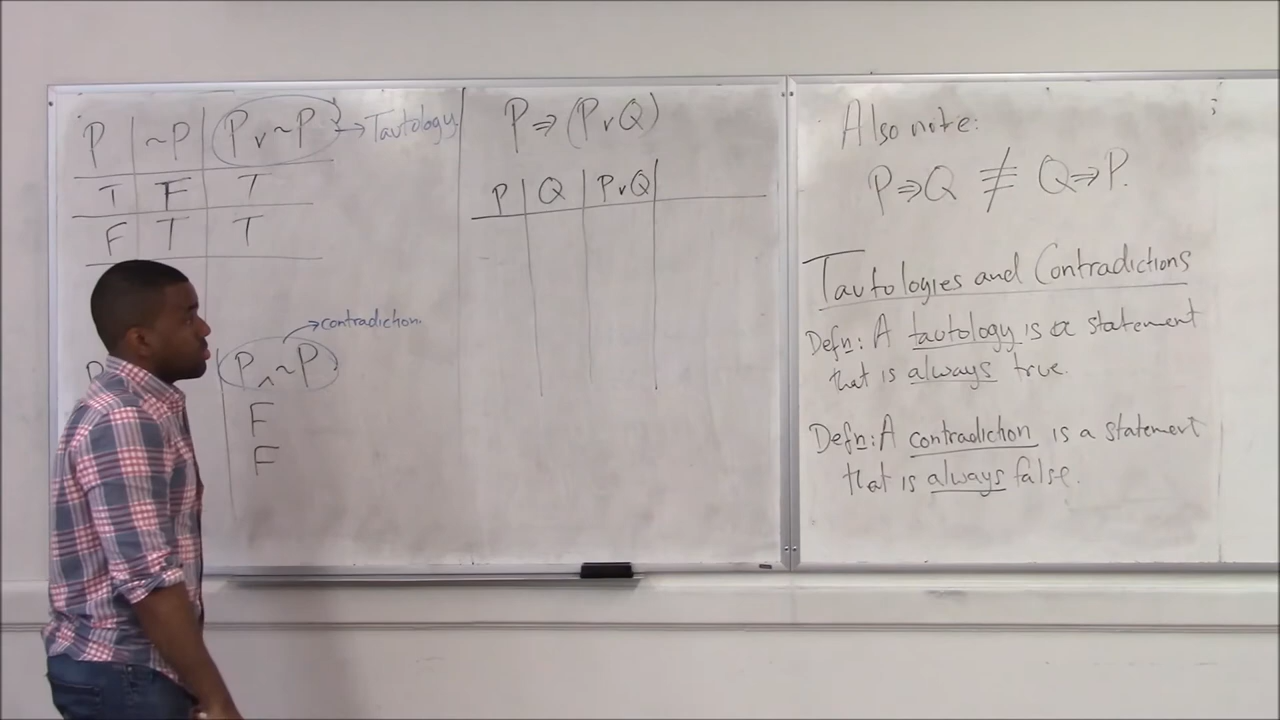 P ~P P∨~P → Tautology
T F T
F T T
→ contradiction
P P∧~P
F
F
P⇒(P∨Q)
P Q P∨Q
Also note:
P⇒Q ≢ Q⇒P.
Tautologies and Contradictions
Defn: A tautology is a statement
that is always true.
Defn: A contradiction is a statement
that is always false.